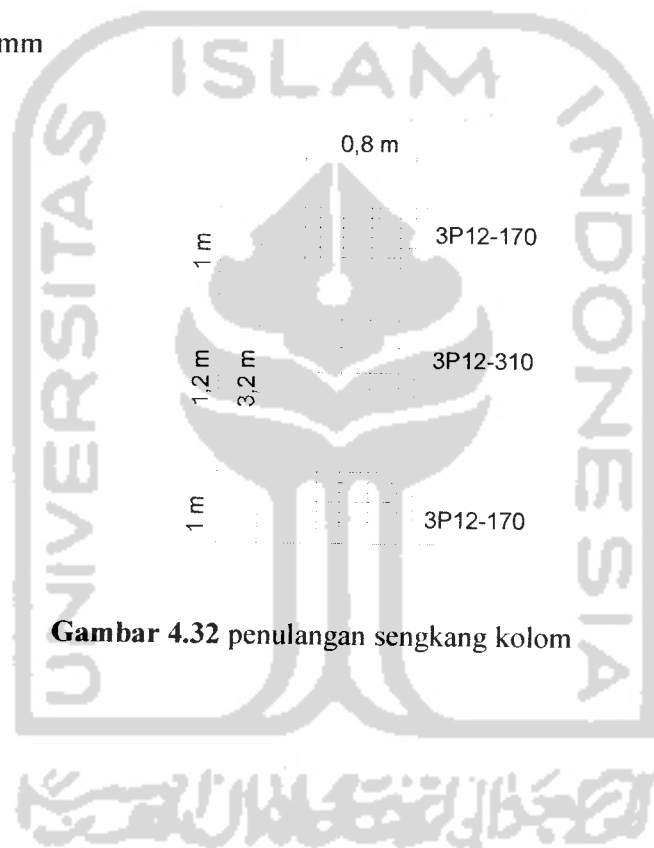 mm
ISLAM
UNIVERSITAS
INDONESIA
0,8 m
1 m
3P12-170
1,2 m
3,2 m
3P12-310
1 m
3P12-170
Gambar 4.32 penulangan sengkang kolom